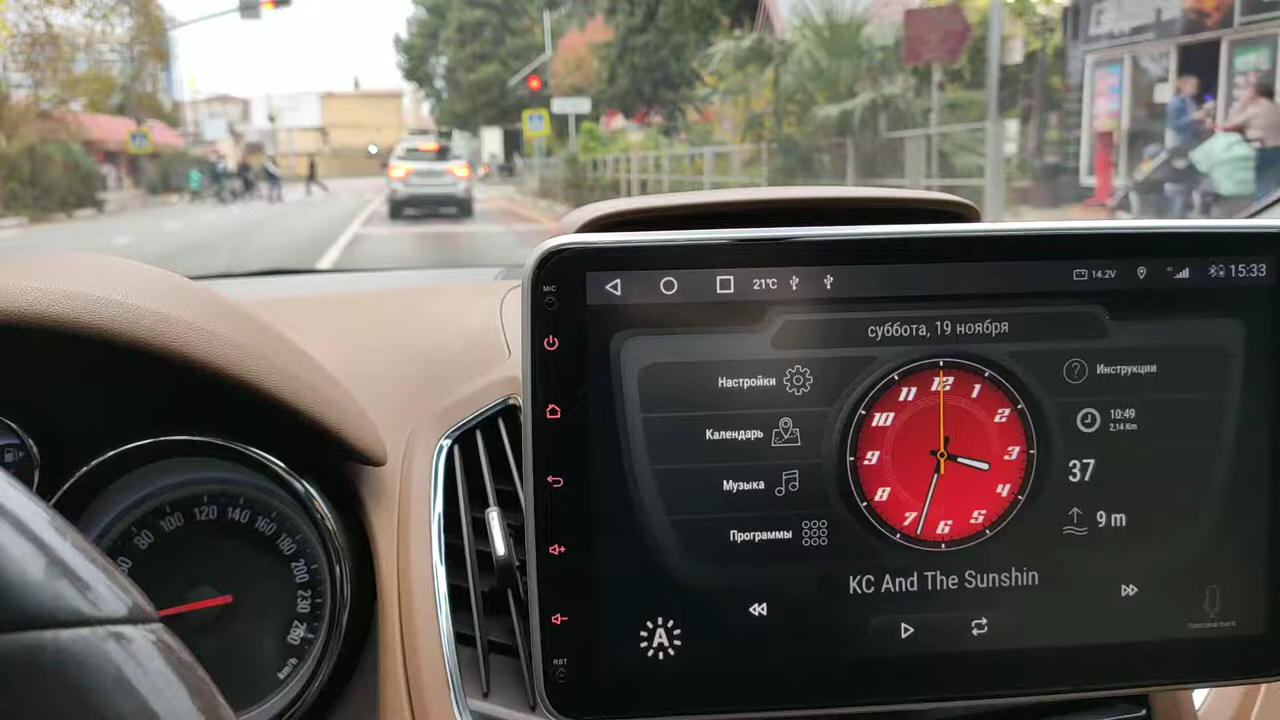 MIC
21°C
14.2V
4G
15:33
суббота, 19 ноября
Настройки
Календарь
Музыка
Программы
12
1
2
3
4
5
6
7
8
9
10
11
Инструкции
10:49
2,14 Km
37
9 m
KC And The Sunshin
A
RST
80
100
120
140
160
180
200
230
260
km/h